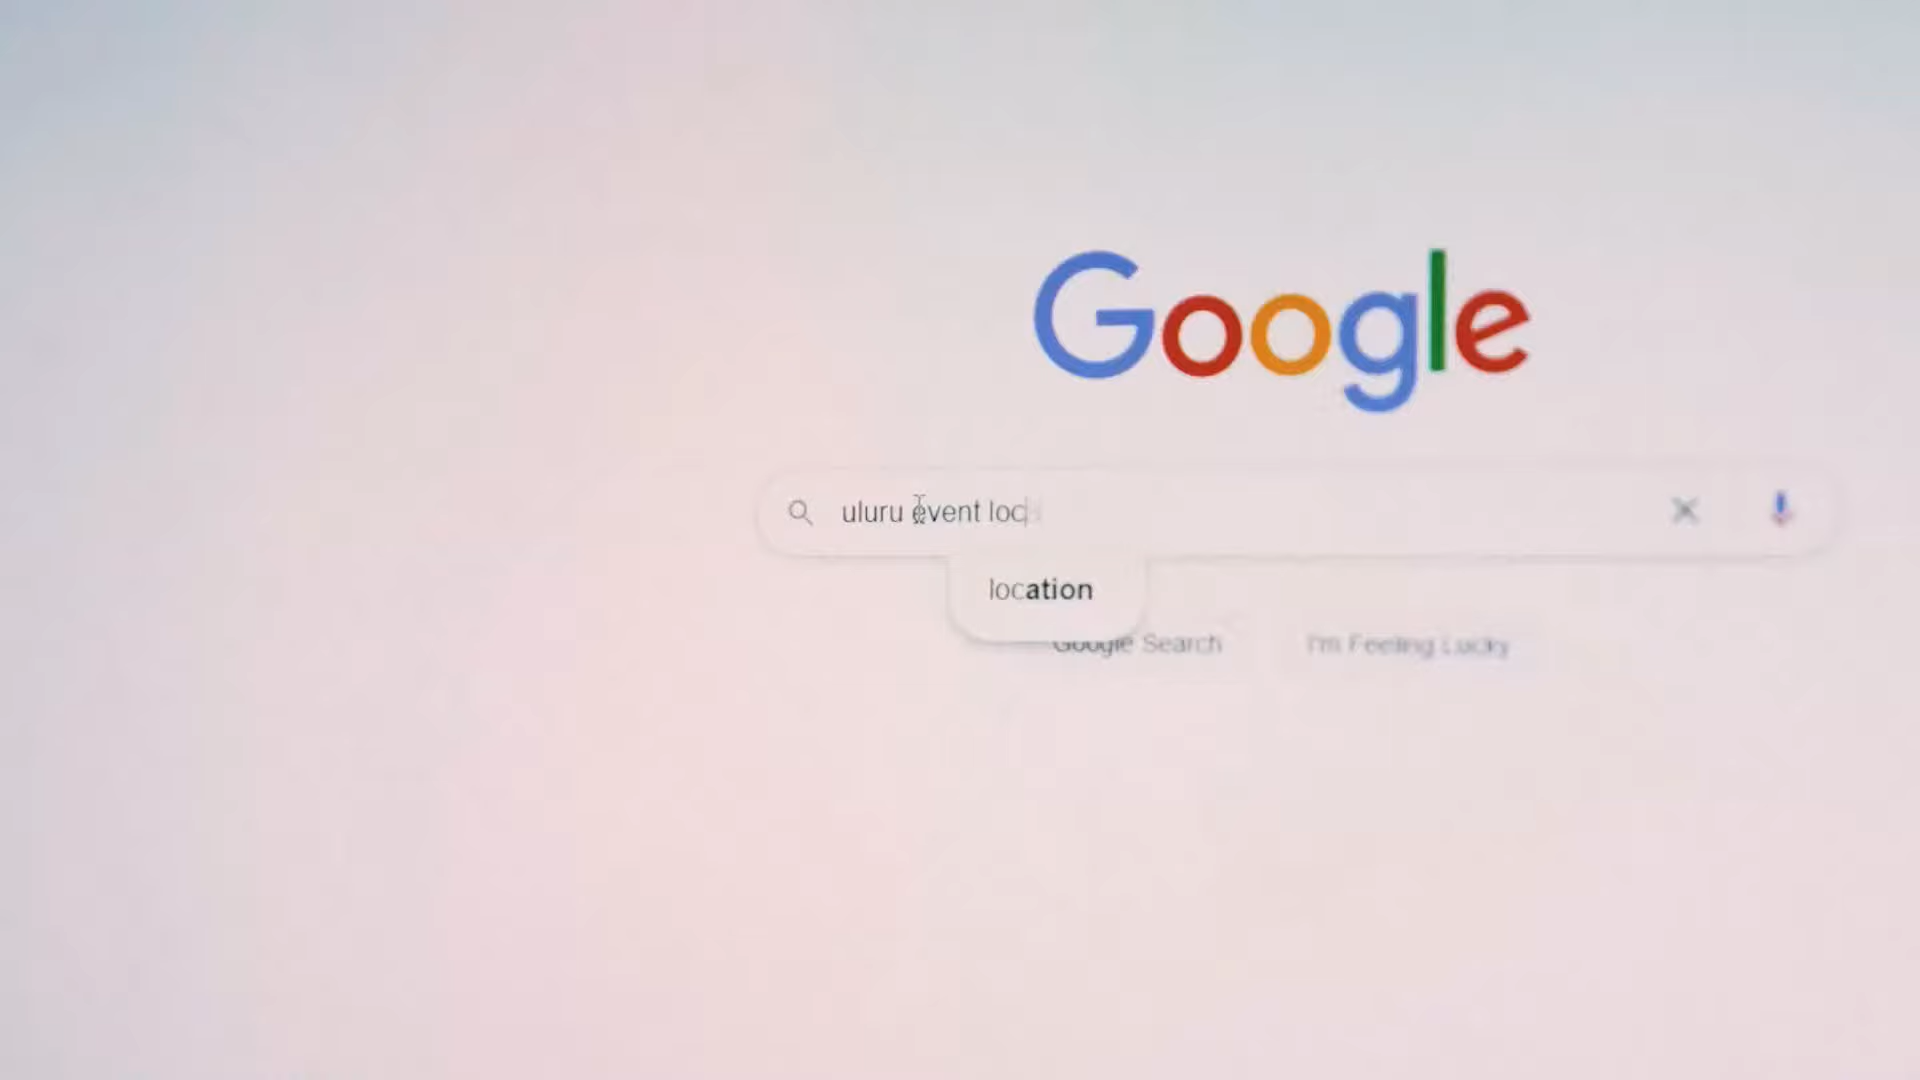 Google
uluru event loc
location
Google Search
I'm Feeling Lucky